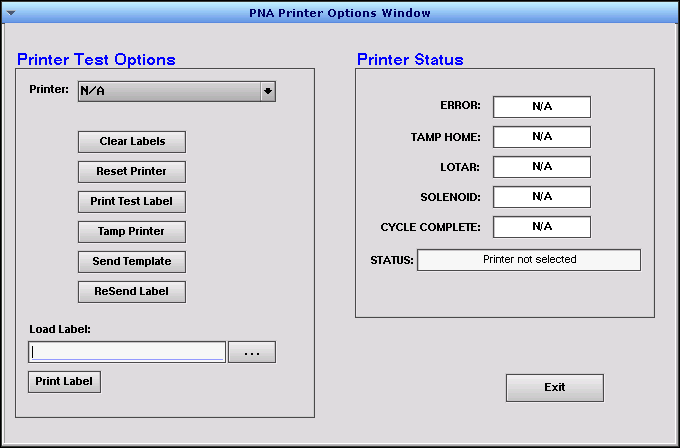 PNA Printer Options Window
Printer Test Options
Printer: N/A
Clear Labels
Reset Printer
Print Test Label
Tamp Printer
Send Template
ReSend Label
Load Label:
...
Print Label
Printer Status
ERROR: N/A
TAMP HOME: N/A
LOTAR: N/A
SOLENOID: N/A
CYCLE COMPLETE: N/A
STATUS: Printer not selected
Exit